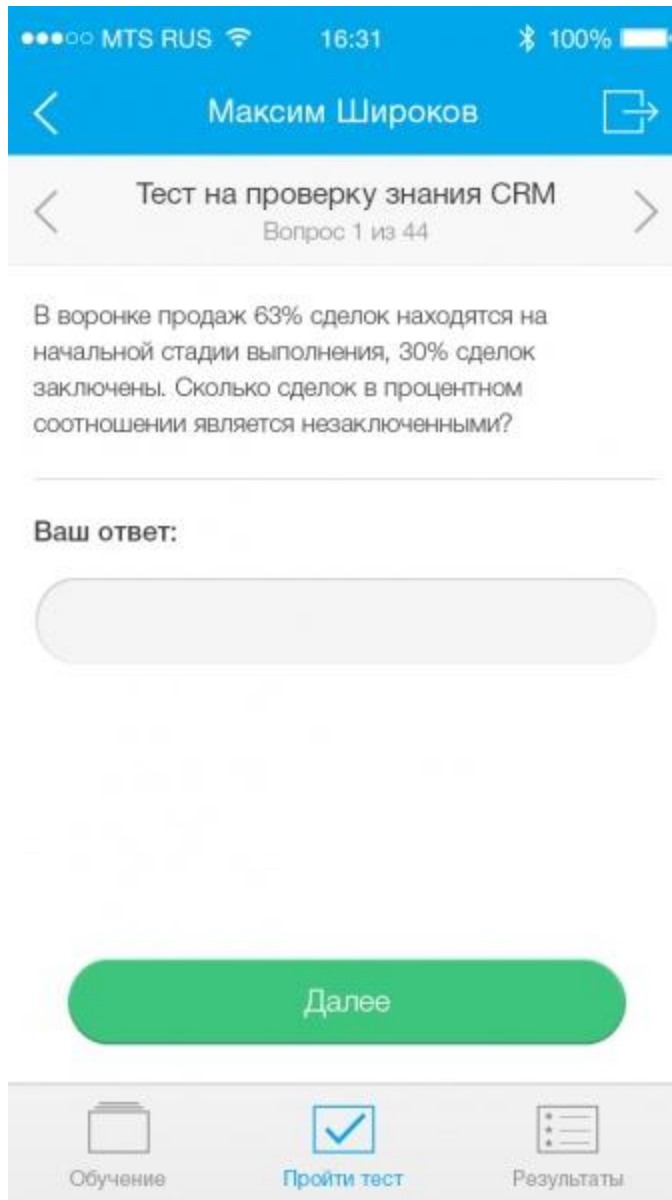 MTS RUS 16:31 100%
Максим Широков
Тест на проверку знания CRM
Вопрос 1 из 44
В воронке продаж 63% сделок находятся на
начальной стадии выполнения, 30% сделок
заключены. Сколько сделок в процентном
соотношении является незаключенными?
Ваш ответ:
Далее
Обучение Пройти тест Результаты